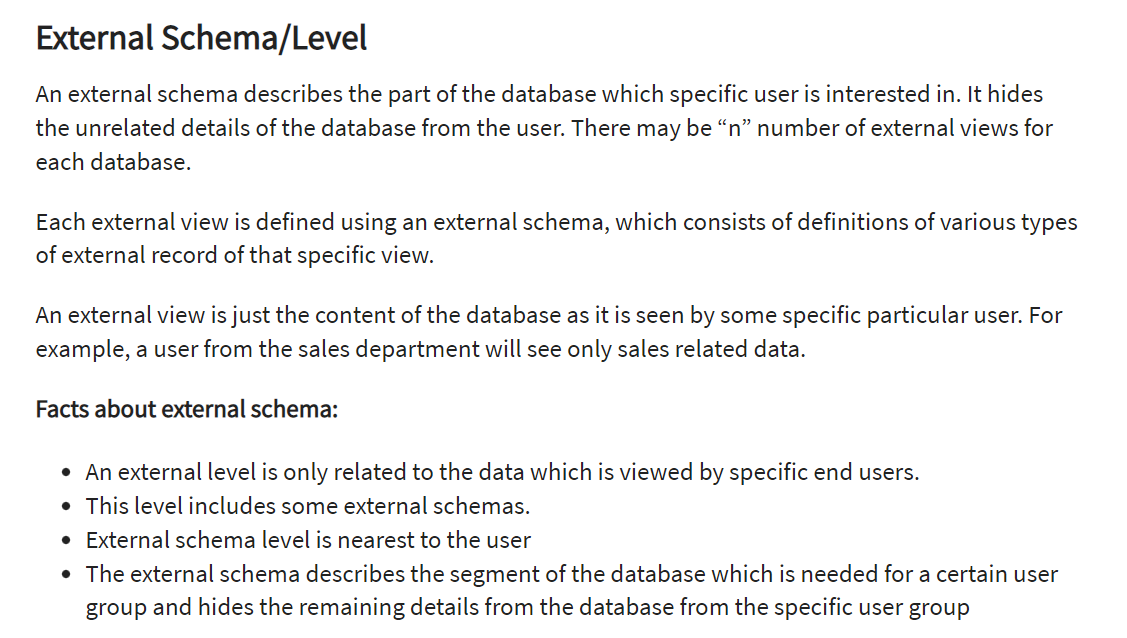 External Schema/Level
An external schema describes the part of the database which specific user is interested in. It hides
the unrelated details of the database from the user. There may be “n” number of external views for
each database.
Each external view is defined using an external schema, which consists of definitions of various types
of external record of that specific view.
An external view is just the content of the database as it is seen by some specific particular user. For
example, a user from the sales department will see only sales related data.
Facts about external schema:
• An external level is only related to the data which is viewed by specific end users.
• This level includes some external schemas.
• External schema level is nearest to the user
• The external schema describes the segment of the database which is needed for a certain user
group and hides the remaining details from the database from the specific user group